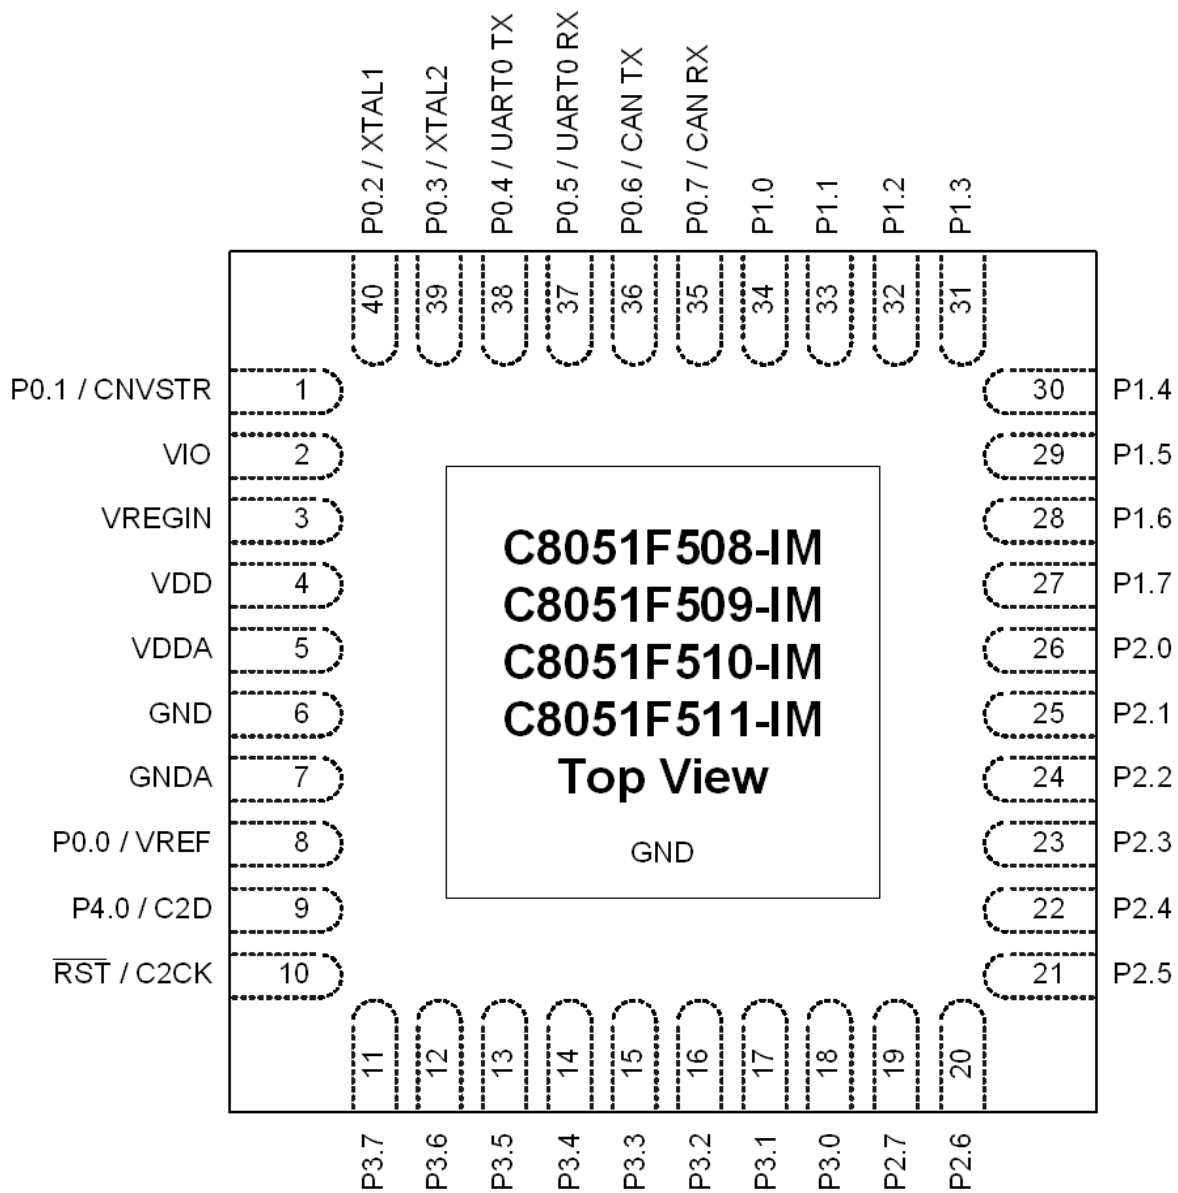 P0.2 / XTAL1
P0.3 / XTAL2
P0.4 / UART0 TX
P0.5 / UART0 RX
P0.6 / CAN TX
P0.7 / CAN RX
P1.0
P1.1
P1.2
P1.3
40
39
38
37
36
35
34
33
32
31
P0.1 / CNVSTR 1
VIO 2
VREGIN 3
VDD 4
VDDA 5
GND 6
GNDA 7
P0.0 / VREF 8
P4.0 / C2D 9
R̅S̅T̅ / C2CK 10
C8051F508-IM
C8051F509-IM
C8051F510-IM
C8051F511-IM
Top View
GND
30 P1.4
29 P1.5
28 P1.6
27 P1.7
26 P2.0
25 P2.1
24 P2.2
23 P2.3
22 P2.4
21 P2.5
11
12
13
14
15
16
17
18
19
20
P3.7
P3.6
P3.5
P3.4
P3.3
P3.2
P3.1
P3.0
P2.7
P2.6